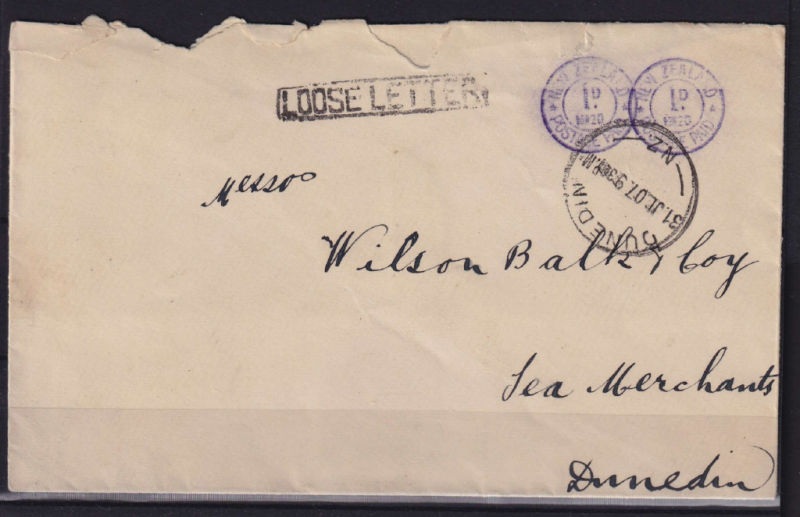 LOOSE LETTER
NEW ZEALAND
1D
POSTAGE PAID
NEW ZEALAND
1D
PAID
DUNEDIN
N.Z
31.JL.07.
Messrs
Wilson Balk & Coy
Tea Merchants
Dunedin